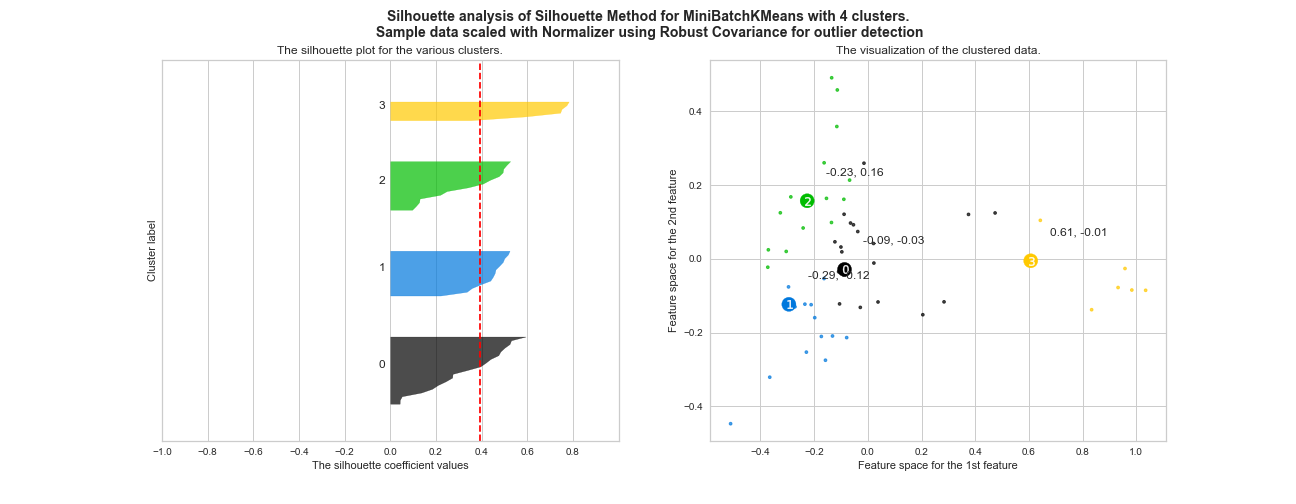 Silhouette analysis of Silhouette Method for MiniBatchKMeans with 4 clusters.
Sample data scaled with Normalizer using Robust Covariance for outlier detection
The silhouette plot for the various clusters.
Cluster label
3
2
1
0
−1.0 −0.8 −0.6 −0.4 −0.2 0.0 0.2 0.4 0.6 0.8
The silhouette coefficient values
The visualization of the clustered data.
Feature space for the 2nd feature
0.4
0.2
0.0
−0.2
−0.4
-0.23, 0.16
2
0.61, -0.01
-0.09, -0.03
3
0
-0.29, -0.12
1
−0.4 −0.2 0.0 0.2 0.4 0.6 0.8 1.0
Feature space for the 1st feature